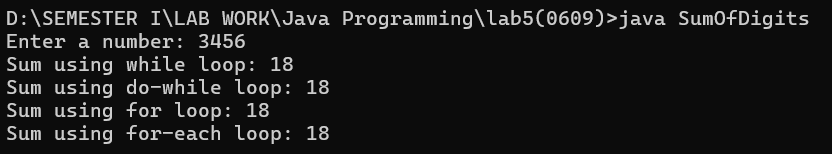 D:\SEMESTER I\LAB WORK\Java Programming\lab5(0609)>java SumOfDigits
Enter a number: 3456
Sum using while loop: 18
Sum using do-while loop: 18
Sum using for loop: 18
Sum using for-each loop: 18